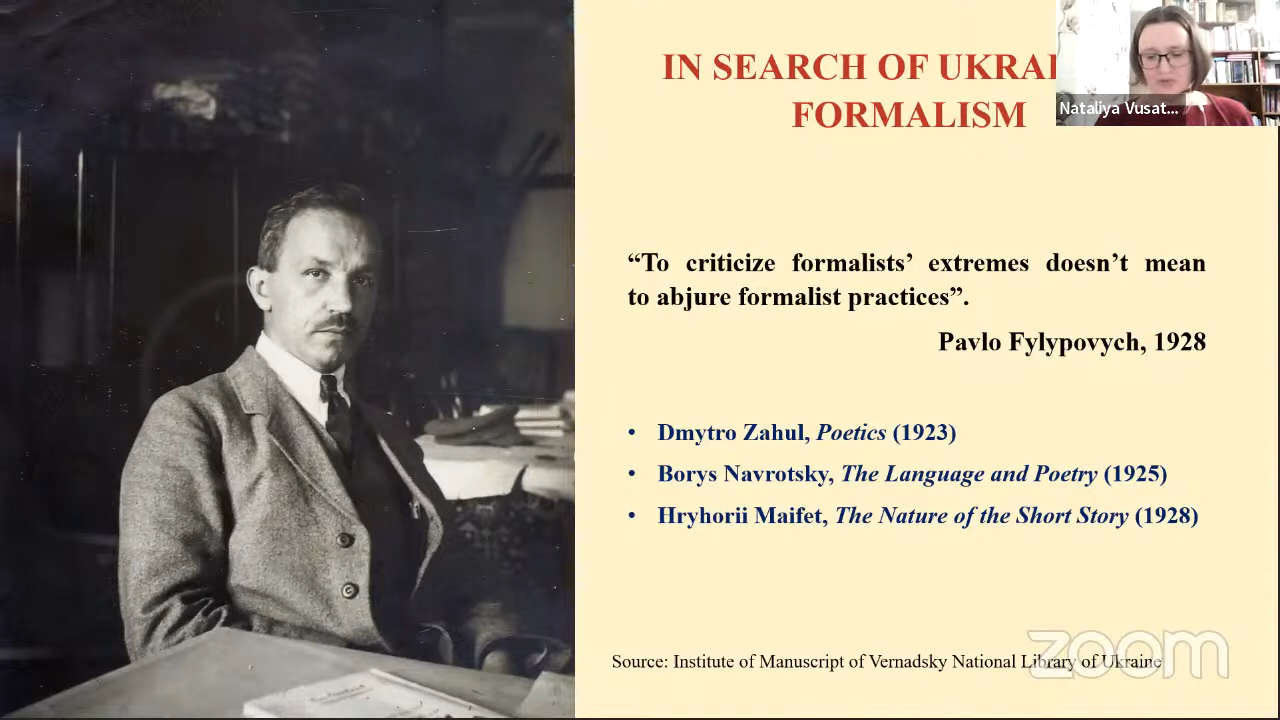 IN SEARCH OF UKRAI
FORMALISM
Nataliya Vusat...
“To criticize formalists’ extremes doesn’t mean
to abjure formalist practices”.
Pavlo Fylypovych, 1928
• Dmytro Zahul, Poetics (1923)
• Borys Navrotsky, The Language and Poetry (1925)
• Hryhorii Maifet, The Nature of the Short Story (1928)
Source: Institute of Manuscript of Vernadsky National Library of Ukraine
zoom